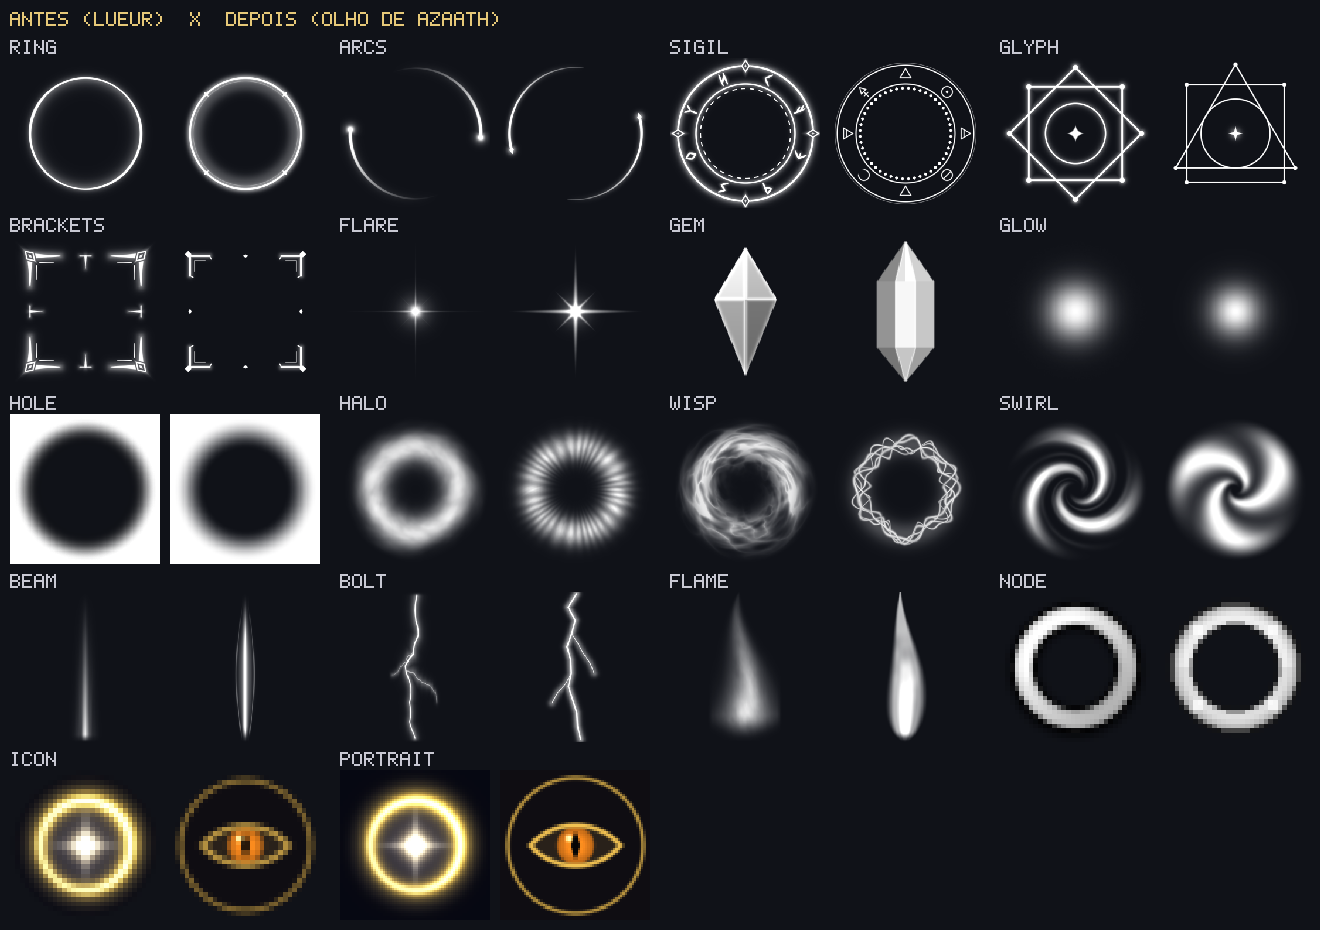 ANTES (LUEUR)  X  DEPOIS (OLHO DE AZAATH)
RING ARCS SIGIL GLYPH
BRACKETS FLARE GEM GLOW
HOLE HALO WISP SWIRL
BEAM BOLT FLAME NODE
ICON PORTRAIT